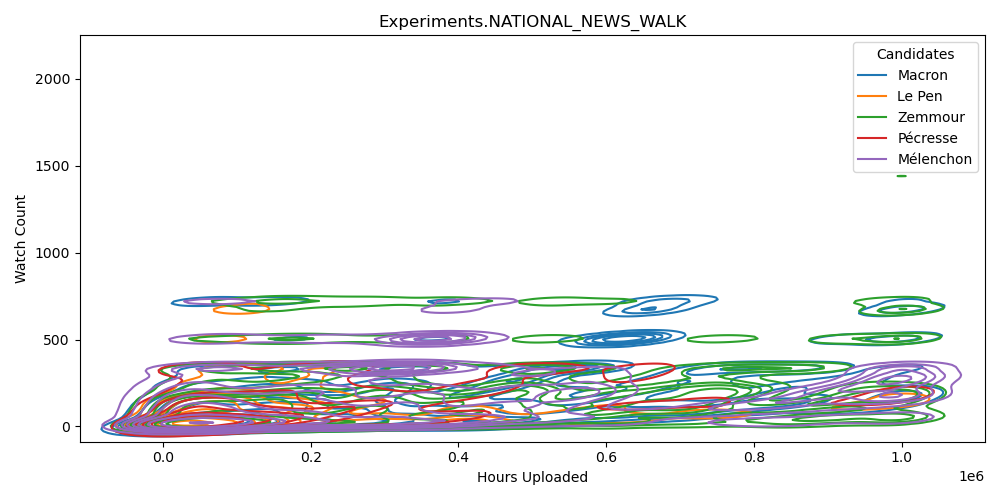 Experiments.NATIONAL_NEWS_WALK
Candidates
Macron
Le Pen
Zemmour
Pécresse
Mélenchon
Watch Count
2000
1500
1000
500
0
0.0 0.2 0.4 0.6 0.8 1.0
1e6
Hours Uploaded